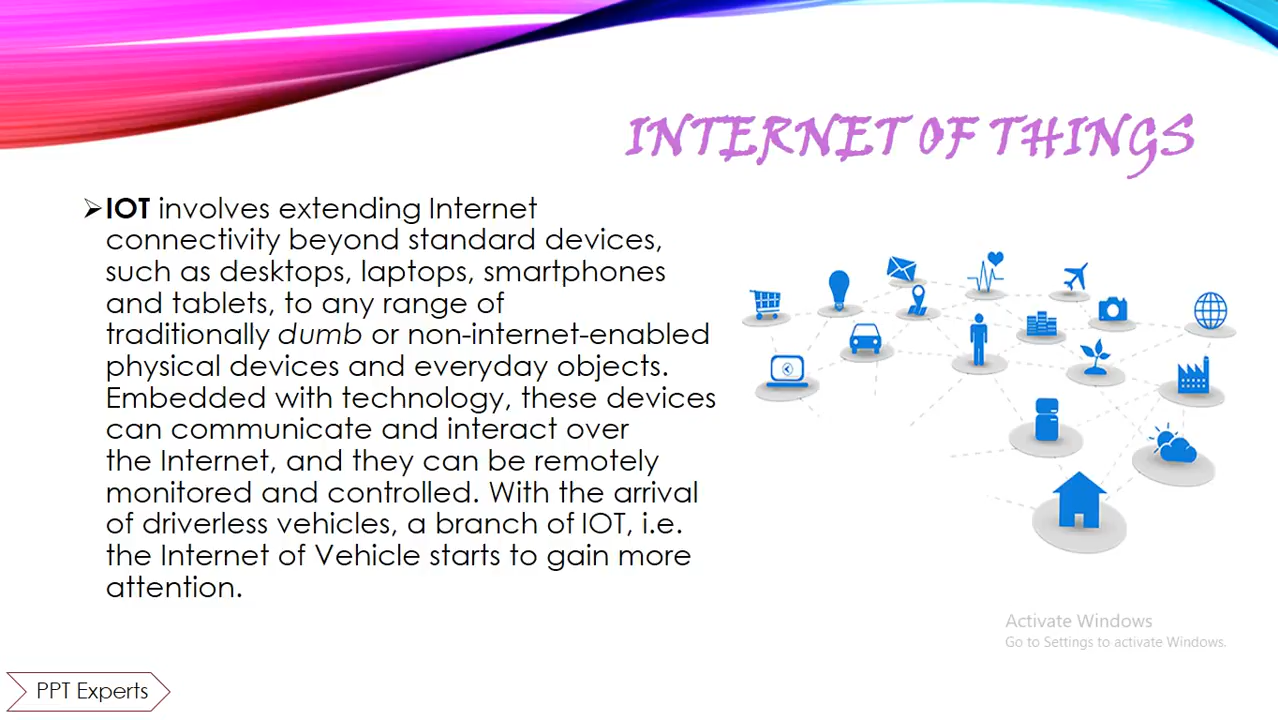 INTERNET OF THINGS
➢IOT involves extending Internet
connectivity beyond standard devices,
such as desktops, laptops, smartphones
and tablets, to any range of
traditionally dumb or non-internet-enabled
physical devices and everyday objects.
Embedded with technology, these devices
can communicate and interact over
the Internet, and they can be remotely
monitored and controlled. With the arrival
of driverless vehicles, a branch of IOT, i.e.
the Internet of Vehicle starts to gain more
attention.
Activate Windows
Go to Settings to activate Windows.
PPT Experts